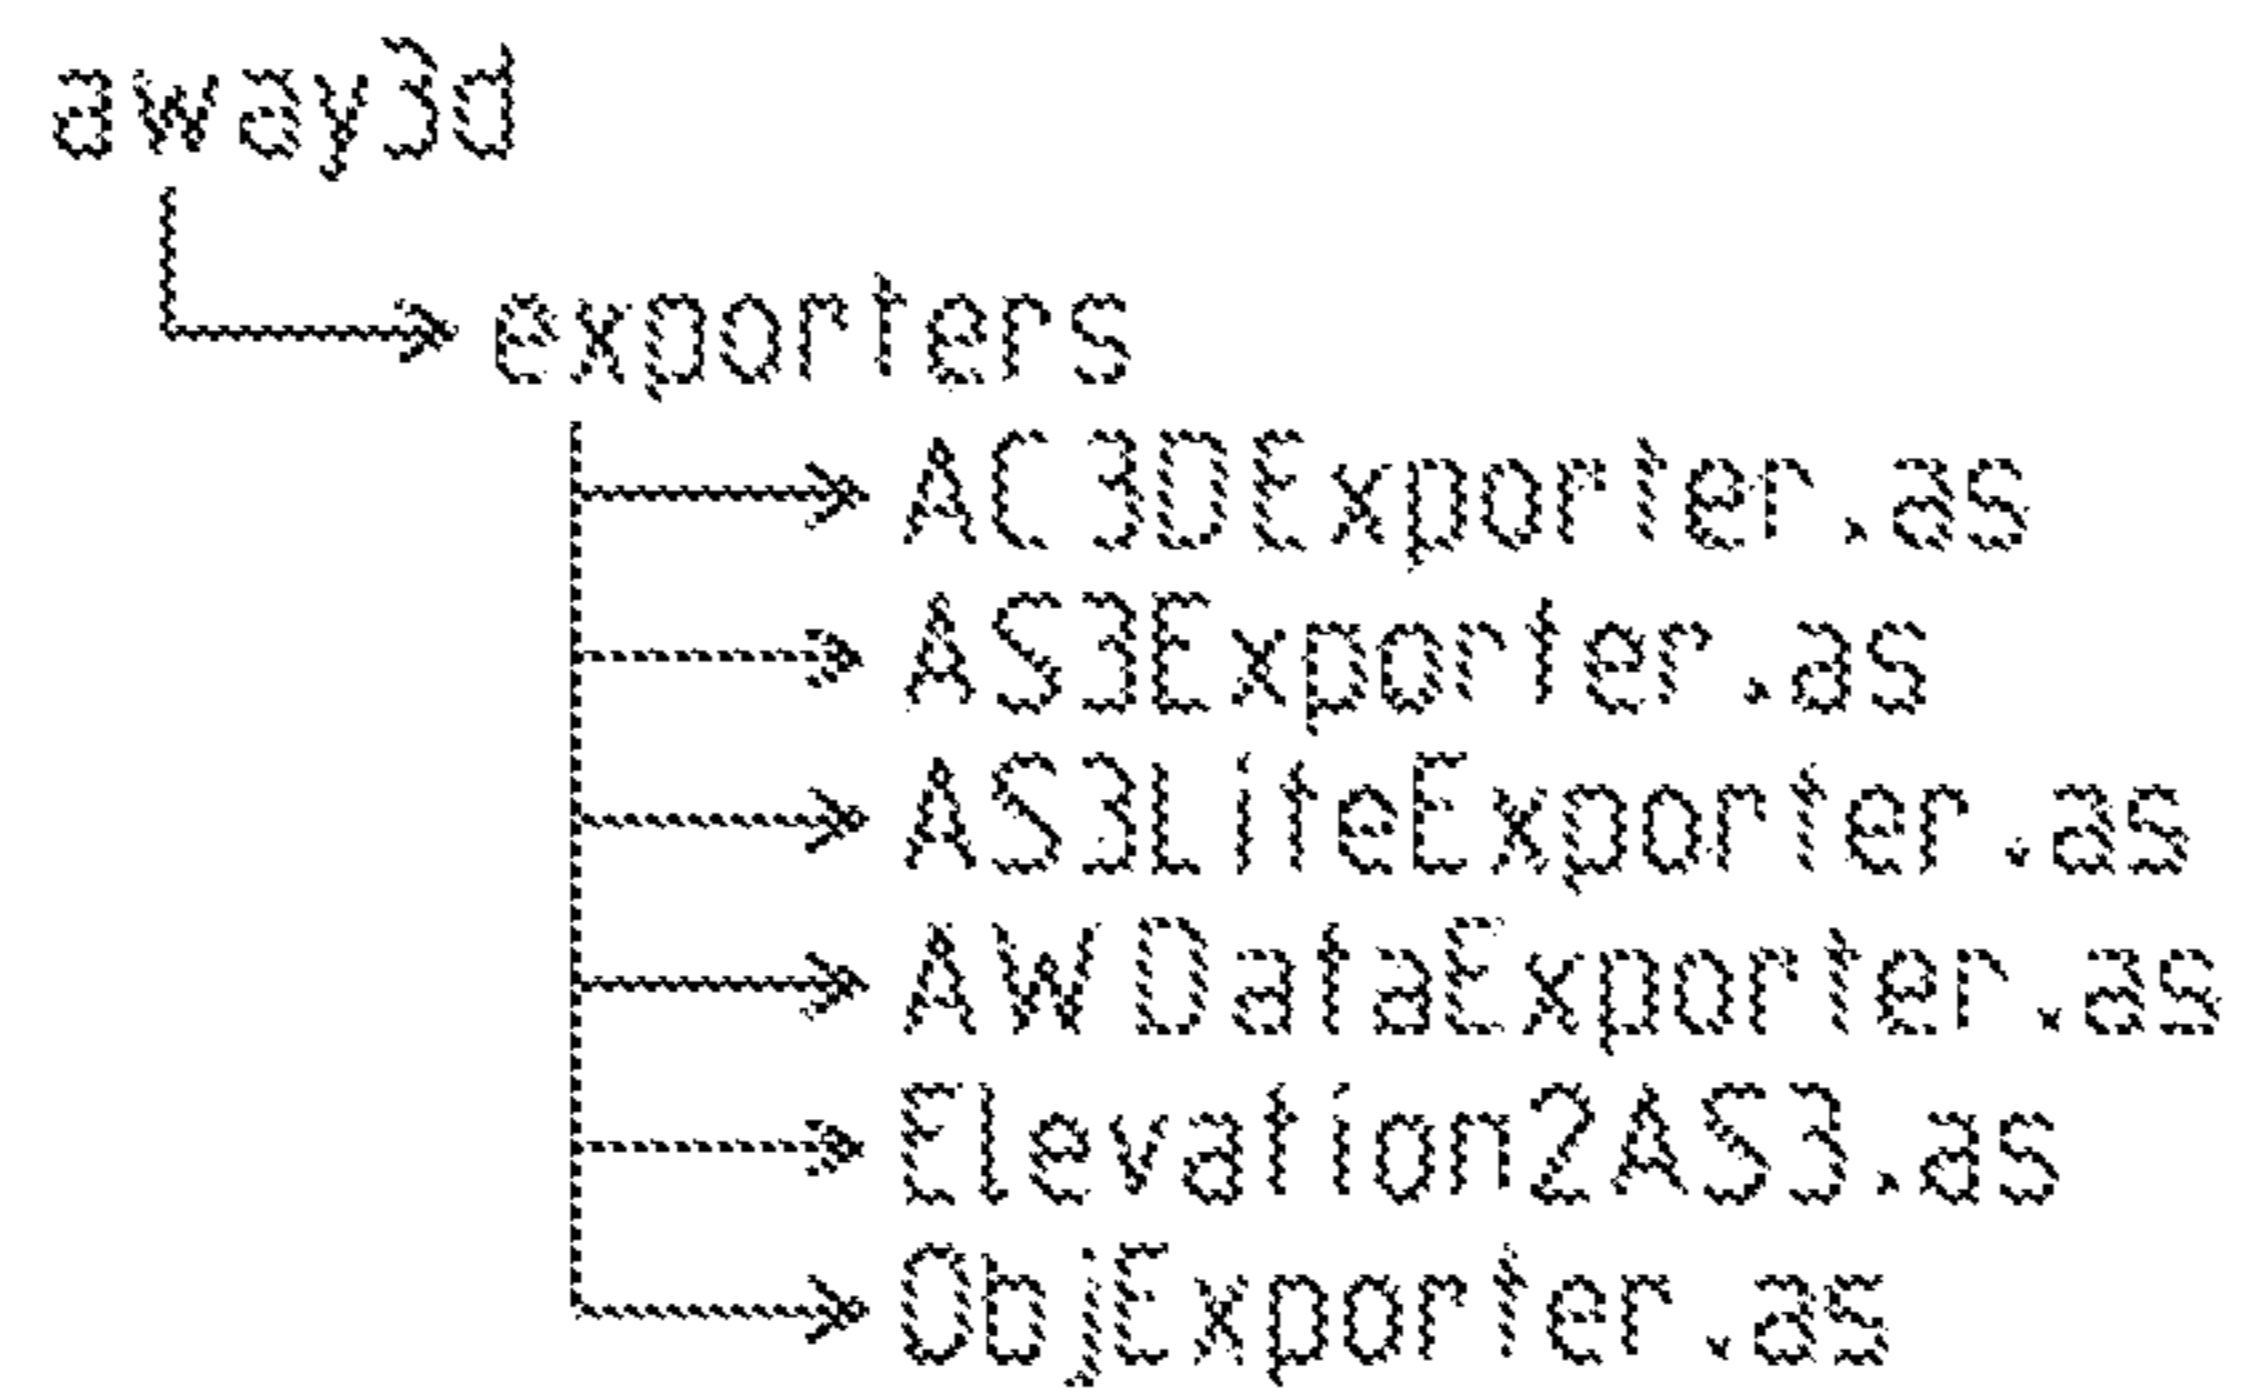 away3d
exporters
AC3DExporter.as
AS3Exporter.as
AS3LiteExporter.as
AWDataExporter.as
Elevation2AS3.as
ObjExporter.as